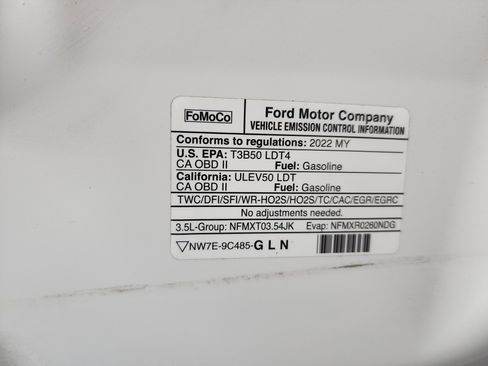 FoMoCo
Ford Motor Company
VEHICLE EMISSION CONTROL INFORMATION
Conforms to regulations: 2022 MY
U.S. EPA: T3B50 LDT4
CA OBD II Fuel: Gasoline
California: ULEV50 LDT
CA OBD II Fuel: Gasoline
TWC/DFI/SFI/WR-HO2S/HO2S/TC/CAC/EGR/EGRC
No adjustments needed.
3.5L-Group: NFMXT03.54JK Evap: NFMXR0260NDG
NW7E-9C485-GLN